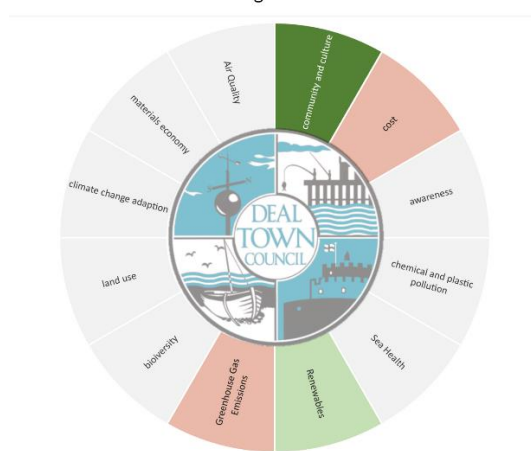 community and culture
cost
awareness
chemical and plastic
pollution
Sea Health
Renewables
Greenhouse Gas
Emissions
bioiversity
land use
climate change adaption
materials economy
Air Quality
DEAL
TOWN
COUNCIL
N
S